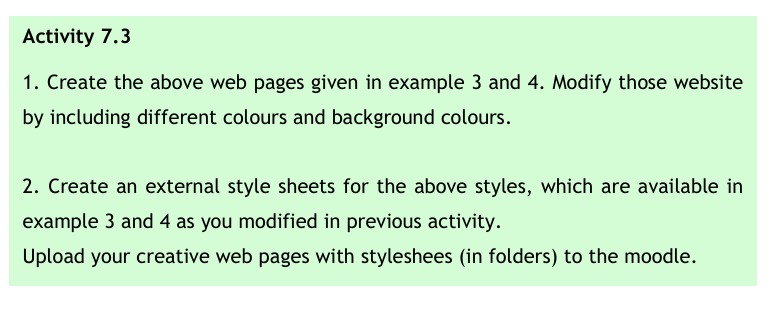 Activity 7.3
1. Create the above web pages given in example 3 and 4. Modify those website
by including different colours and background colours.
2. Create an external style sheets for the above styles, which are available in
example 3 and 4 as you modified in previous activity.
Upload your creative web pages with styleshees (in folders) to the moodle.